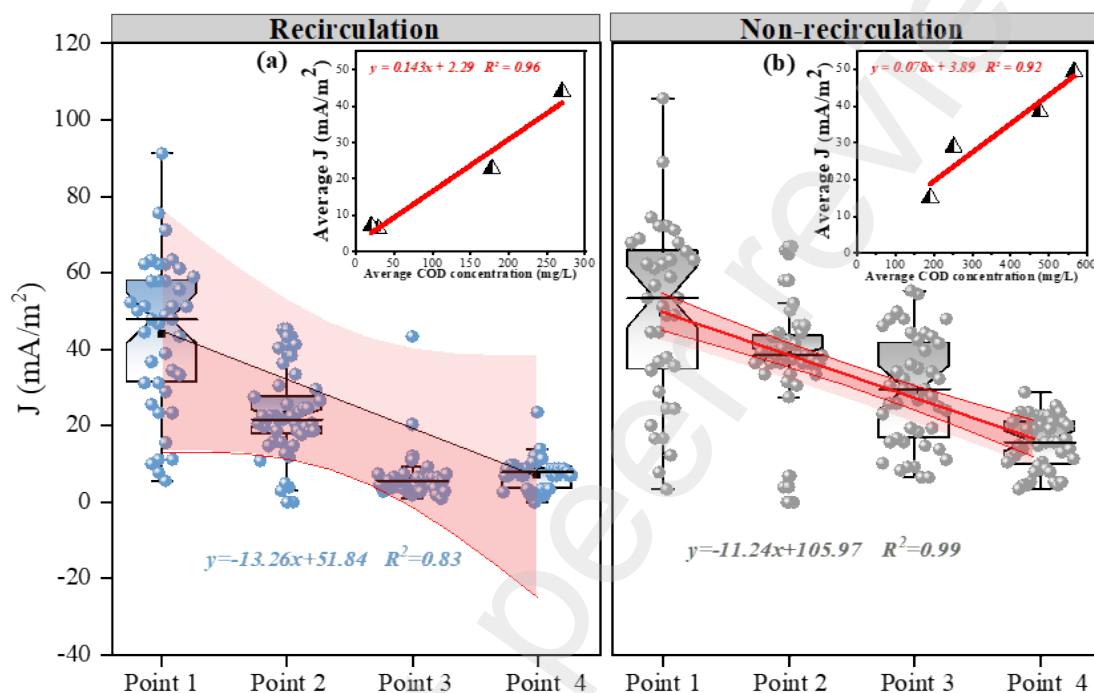 Recirculation
Non-recirculation
J (mA/m²)
120
100
80
60
40
20
0
-20
-40
(a)
y = 0.143x + 2.29 R² = 0.96
Average J (mA/m²)
50
40
30
20
10
0
0
100
200
300
Average COD concentration (mg/L)
y=-13.26x+51.84 R²=0.83
Point 1
Point 2
Point 3
Point 4
(b)
y = 0.078x + 3.89 R² = 0.92
Average J (mA/m²)
50
40
30
20
10
0
0
200
300
400
500
600
Average COD concentration (mg/L)
y=-11.24x+105.97 R²=0.99
Point 1
Point 2
Point 3
Point 4
peer review